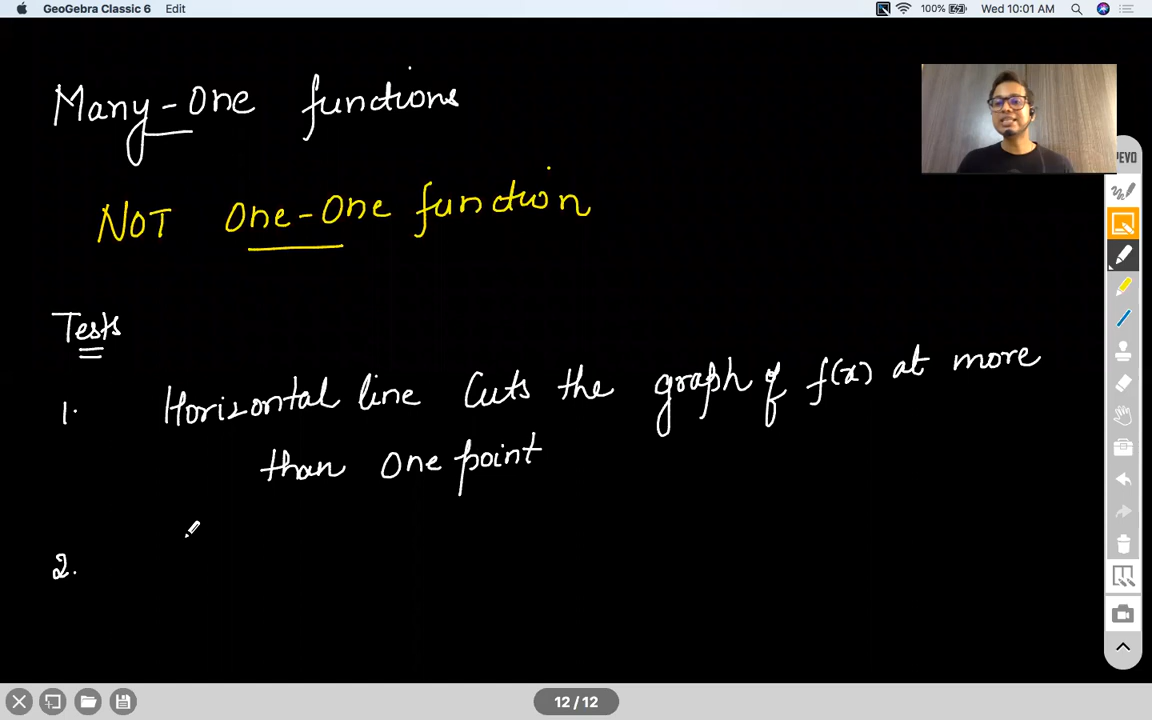 GeoGebra Classic 6 Edit
100% Wed 10:01 AM
Many-One functions
NOT One-One function
Tests
1. Horizontal line Cuts the graph of f(x) at more
than One point
2.
12 / 12